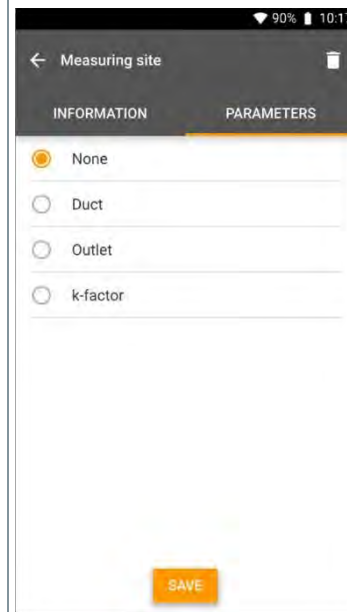 90% 10:17
Measuring site
INFORMATION PARAMETERS
None
Duct
Outlet
k-factor
SAVE